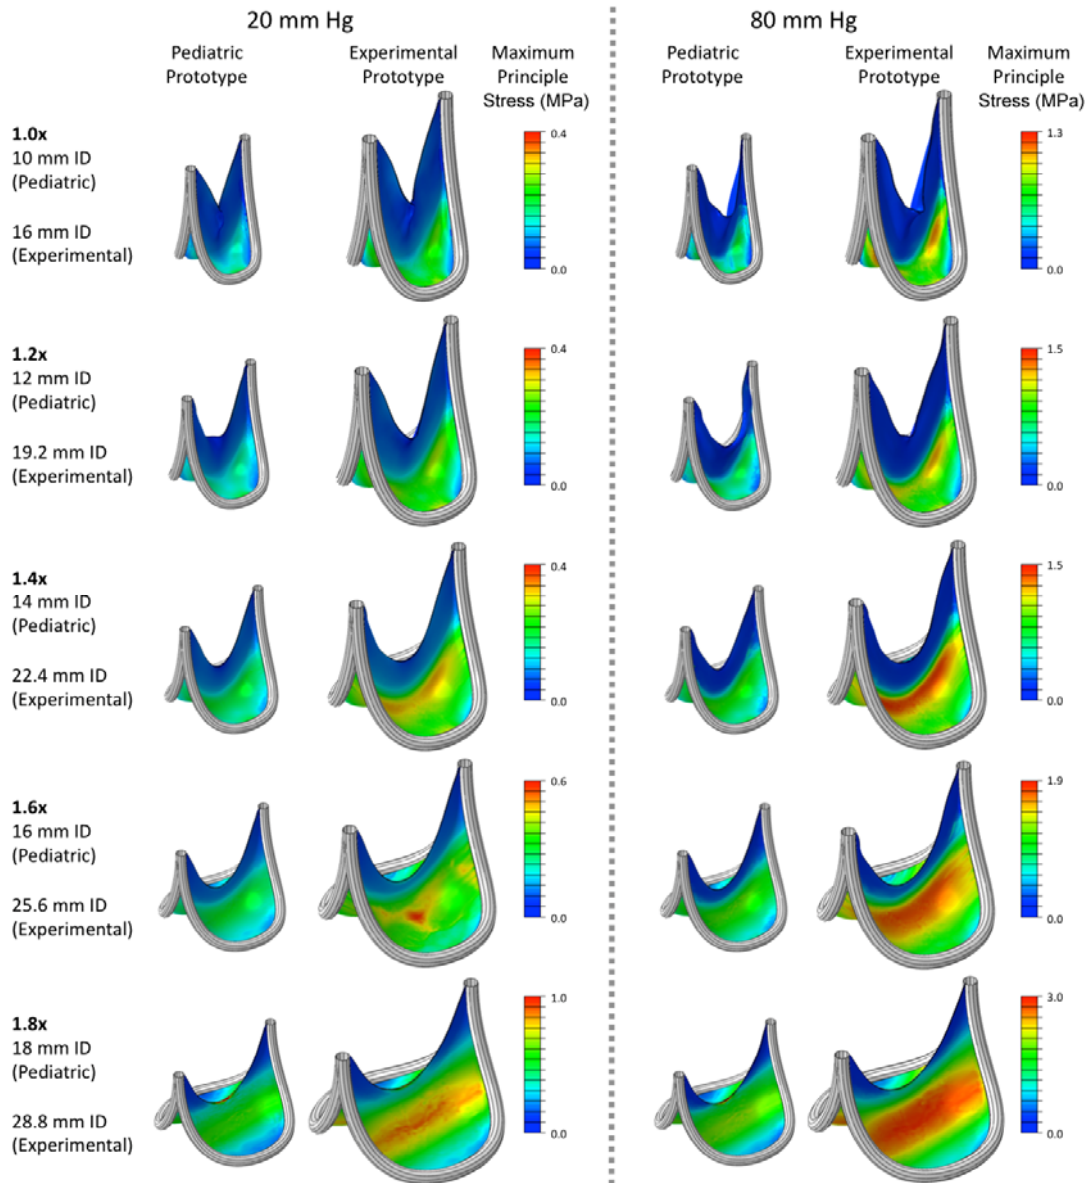 20 mm Hg
80 mm Hg
Pediatric
Prototype
Experimental
Prototype
Maximum
Principle
Stress (MPa)
Pediatric
Prototype
Experimental
Prototype
Maximum
Principle
Stress (MPa)
1.0x
10 mm ID
(Pediatric)
16 mm ID
(Experimental)
0.4
0.0
1.3
0.0
1.2x
12 mm ID
(Pediatric)
19.2 mm ID
(Experimental)
0.4
0.0
1.5
0.0
1.4x
14 mm ID
(Pediatric)
22.4 mm ID
(Experimental)
0.4
0.0
1.5
0.0
1.6x
16 mm ID
(Pediatric)
25.6 mm ID
(Experimental)
0.6
0.0
1.9
0.0
1.8x
18 mm ID
(Pediatric)
28.8 mm ID
(Experimental)
1.0
0.0
3.0
0.0